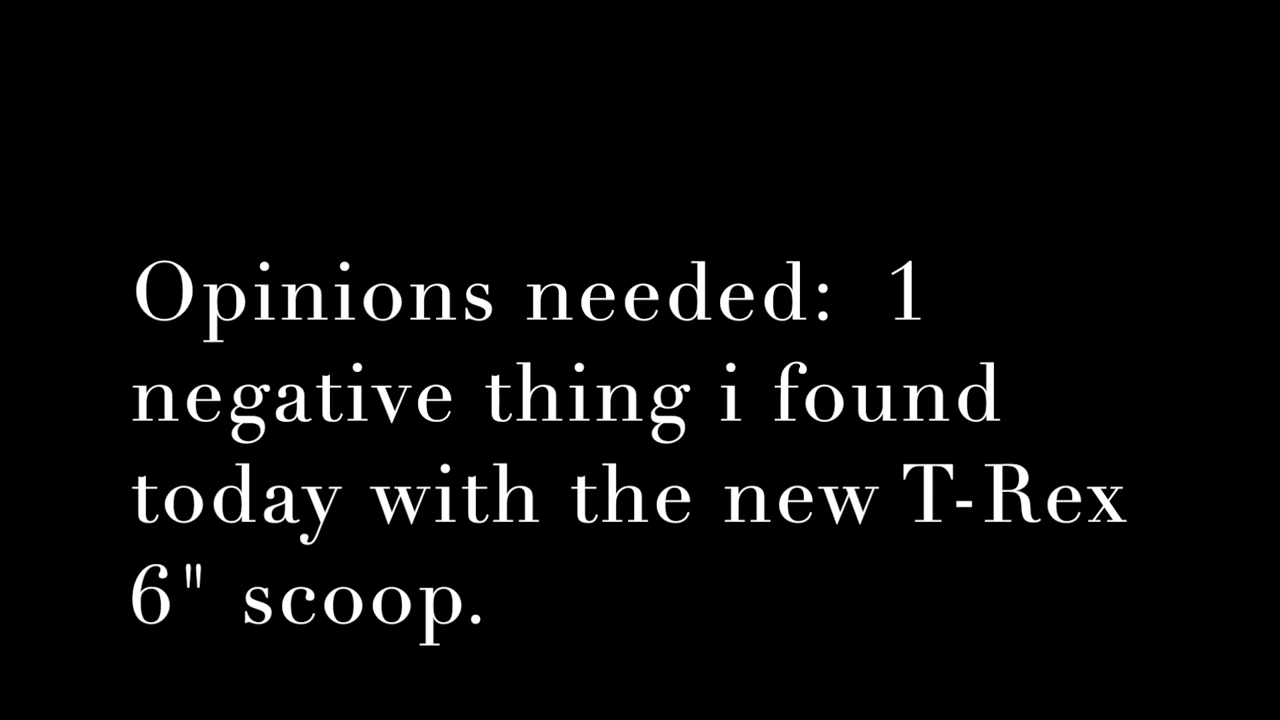 Opinions needed:  1
negative thing i found
today with the new T-Rex
6" scoop.